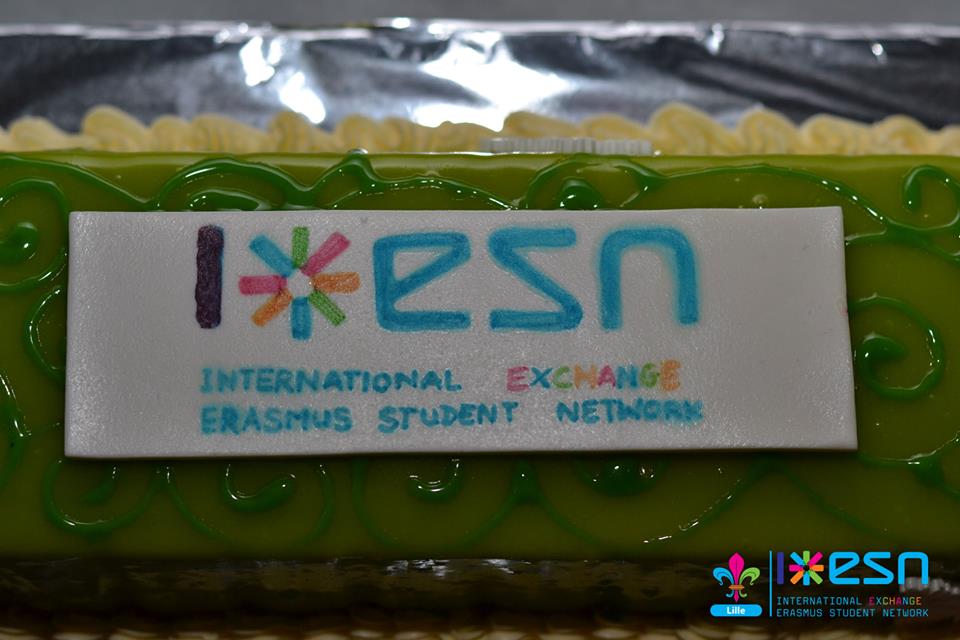 I*esn
INTERNATIONAL EXCHANGE
ERASMUS STUDENT NETWORK
Lille
I*esn
INTERNATIONAL EXCHANGE
ERASMUS STUDENT NETWORK